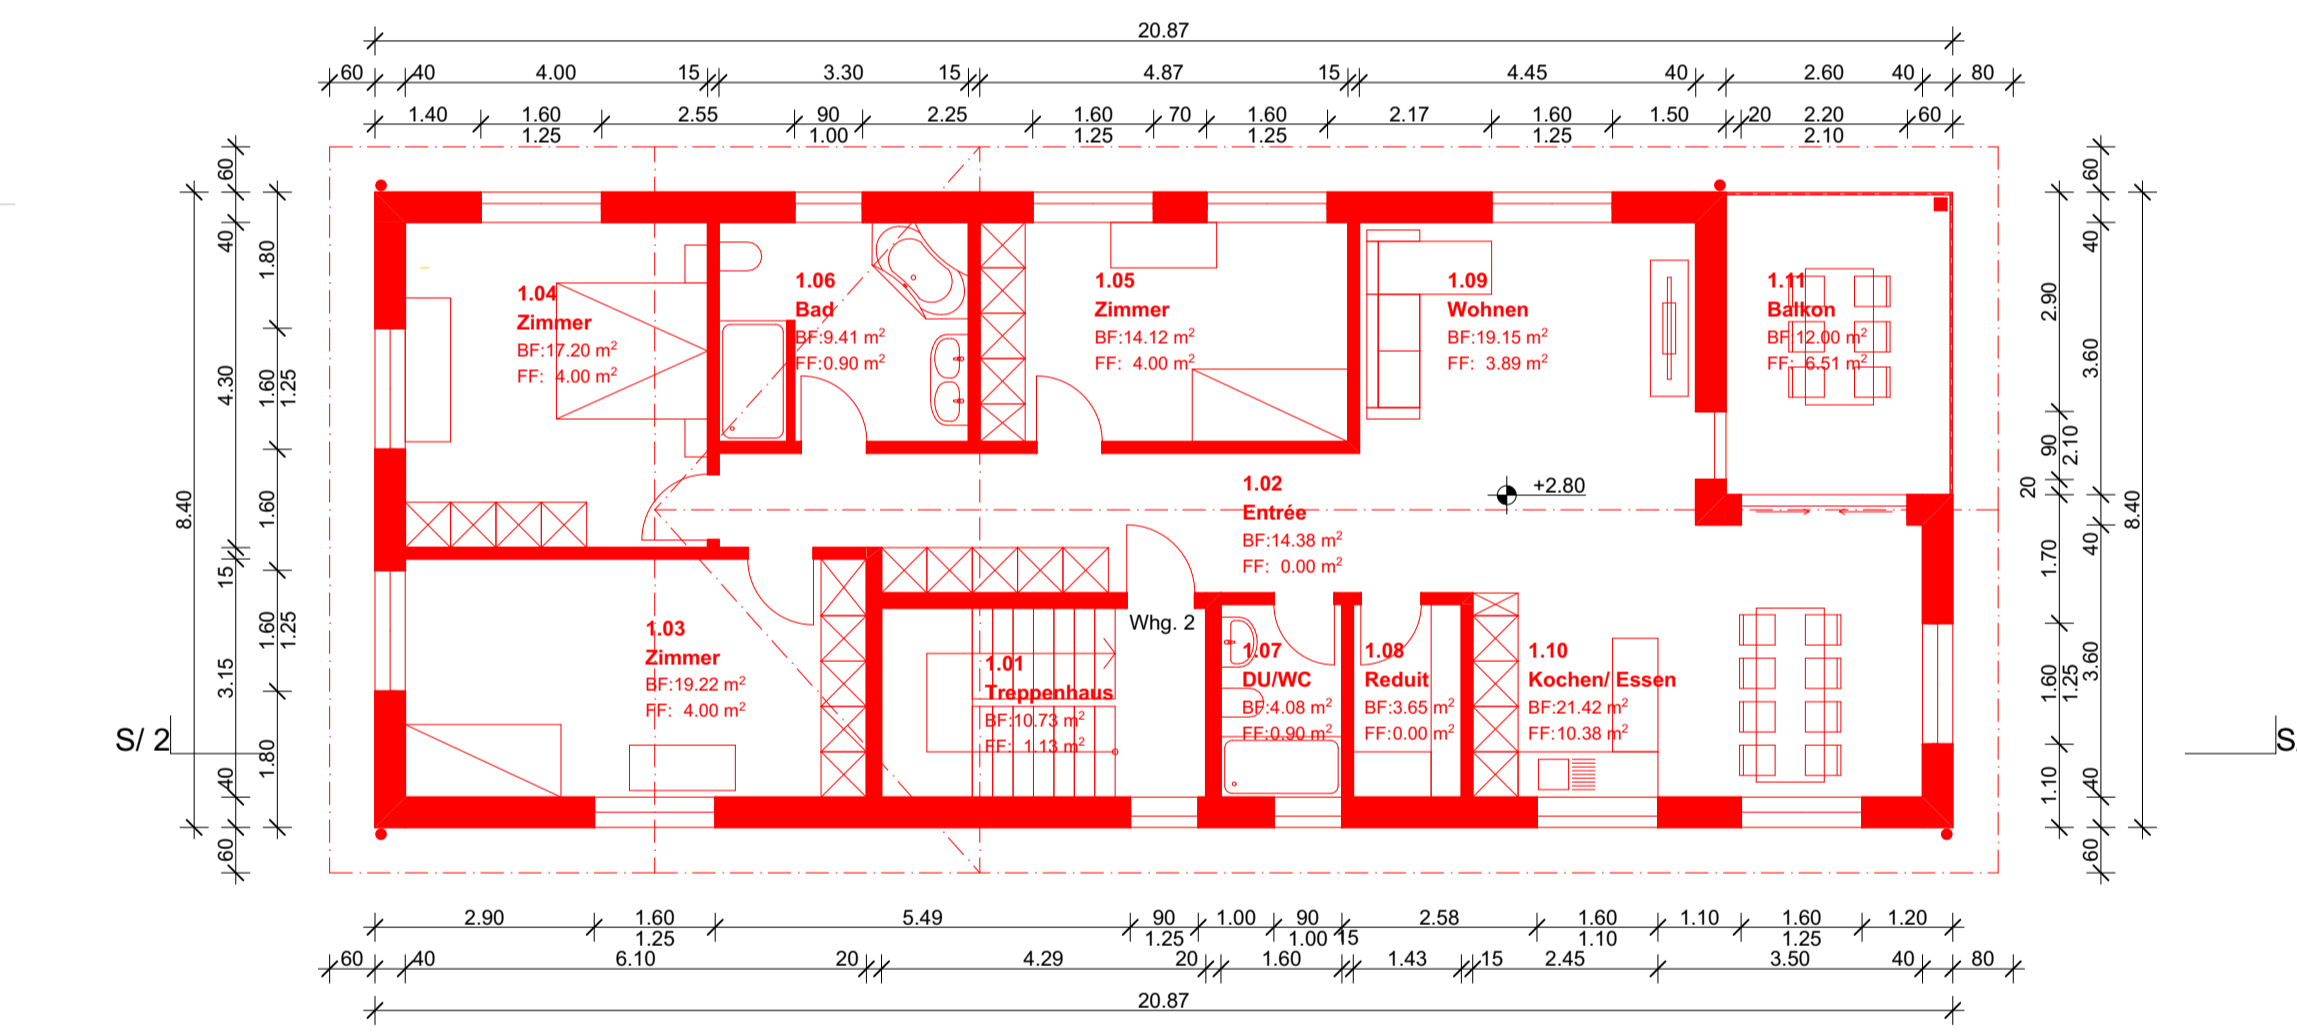 20.87
60 40 4.00 15 3.30 15 4.87 15 4.45 40 2.60 40 80
1.40 1.60 2.55 90 2.25 1.60 70 1.60 2.17 1.60 1.50 20 2.20 60
1.25 1.00 1.25 1.25 1.25 2.10
8.40
60 40 4.30 15 3.15 40 60
1.80 1.60 1.60 1.60 1.80
1.25 1.25
1.04
Zimmer
BF:17.20 m²
FF: 4.00 m²
1.06
Bad
BF:9.41 m²
FF:0.90 m²
1.05
Zimmer
BF:14.12 m²
FF: 4.00 m²
1.09
Wohnen
BF:19.15 m²
FF: 3.89 m²
1.11
Balkon
BF:12.00 m²
FF: 6.51 m²
1.02
Entrée
BF:14.38 m²
FF: 0.00 m²
+2.80
1.03
Zimmer
BF:19.22 m²
FF: 4.00 m²
1.01
Treppenhaus
BF:10.73 m²
FF: 1.13 m²
Whg. 2
1.07
DU/WC
BF:4.08 m²
FF:0.90 m²
1.08
Reduit
BF:3.65 m²
FF:0.00 m²
1.10
Kochen/ Essen
BF:21.42 m²
FF:10.38 m²
2.90 90 20 1.70 1.60 1.10
2.10 1.25
60 40 3.60 40 3.60 40 60
8.40
S/ 2
S/
2.90 1.60 5.49 90 1.00 90 2.58 1.60 1.10 1.60 1.20
1.25 1.25 1.00 15 1.10 1.25
60 40 6.10 20 4.29 20 1.60 1.43 15 2.45 3.50 40 80
20.87